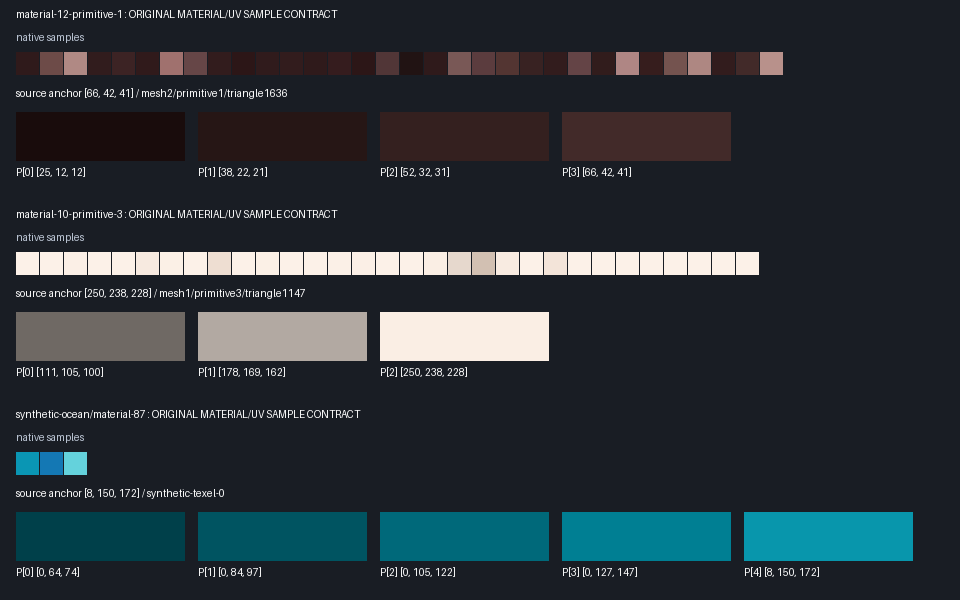 material-12-primitive-1 : ORIGINAL MATERIAL/UV SAMPLE CONTRACT
native samples
source anchor [66, 42, 41] / mesh2/primitive1/triangle1636
P[0] [25, 12, 12] P[1] [38, 22, 21] P[2] [52, 32, 31] P[3] [66, 42, 41]
material-10-primitive-3 : ORIGINAL MATERIAL/UV SAMPLE CONTRACT
native samples
source anchor [250, 238, 228] / mesh1/primitive3/triangle1147
P[0] [111, 105, 100] P[1] [178, 169, 162] P[2] [250, 238, 228]
synthetic-ocean/material-87 : ORIGINAL MATERIAL/UV SAMPLE CONTRACT
native samples
source anchor [8, 150, 172] / synthetic-texel-0
P[0] [0, 64, 74] P[1] [0, 84, 97] P[2] [0, 105, 122] P[3] [0, 127, 147] P[4] [8, 150, 172]